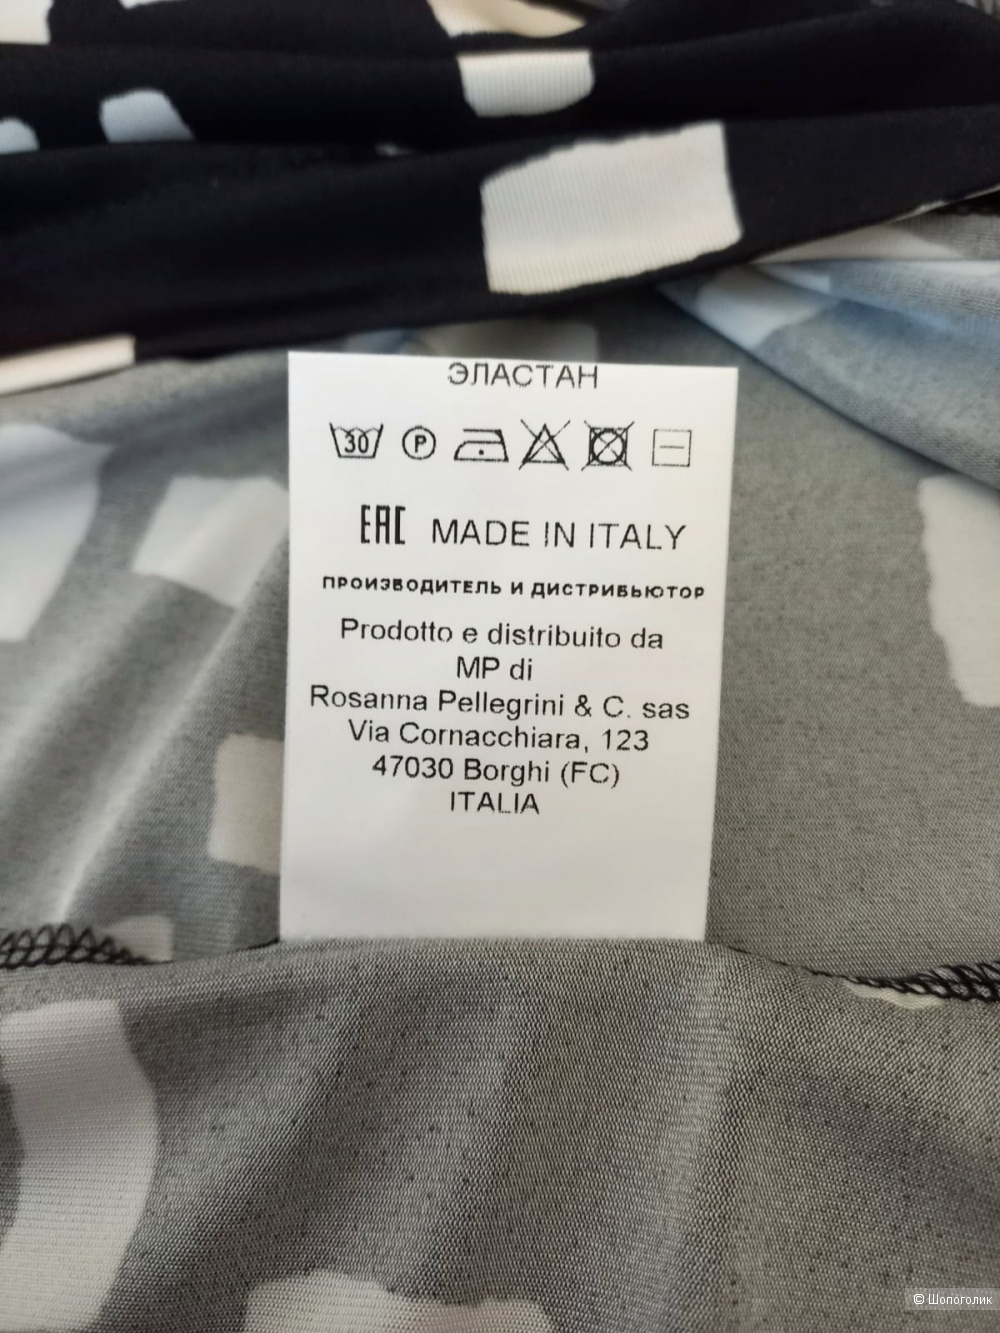 ЭЛАСТАН
30 P
EAC MADE IN ITALY
ПРОИЗВОДИТЕЛЬ И ДИСТРИБЬЮТОР
Prodotto e distribuito da
MP di
Rosanna Pellegrini & C. sas
Via Cornacchiara, 123
47030 Borghi (FC)
ITALIA
© Шопоголик